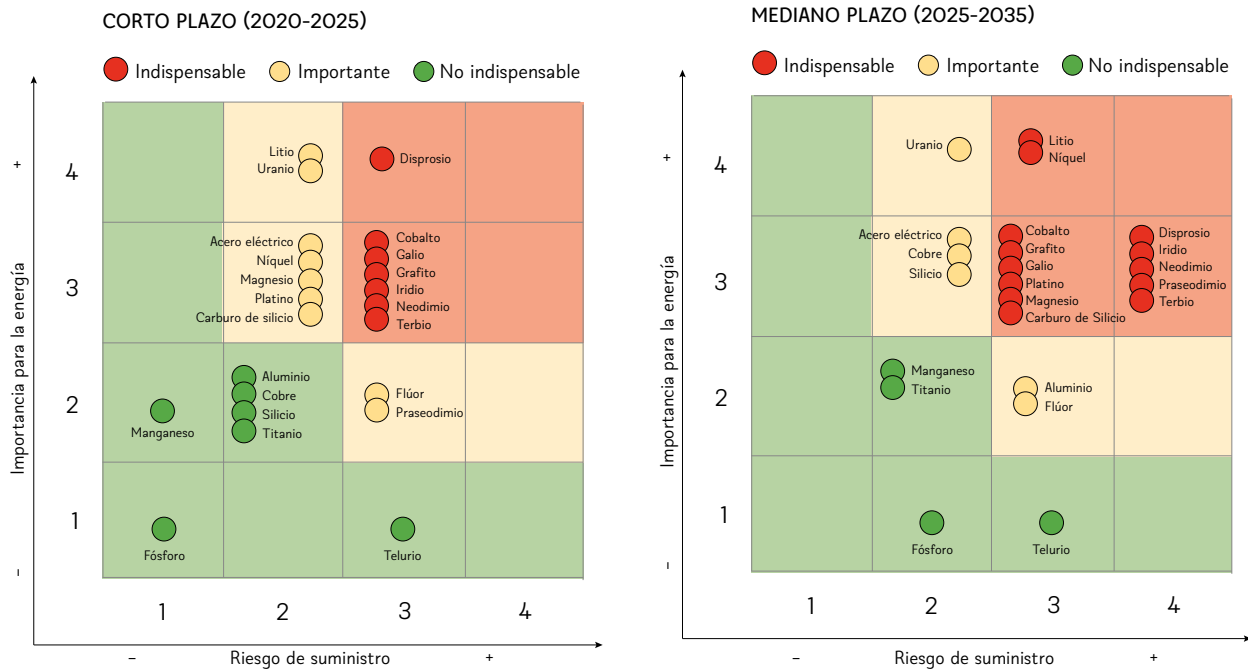 CORTO PLAZO (2020-2025)
Indispensable
Importante
No indispensable
Importancia para la energía
+
–
4
3
2
1
Litio
Uranio
Disprosio
Acero eléctrico
Níquel
Magnesio
Platino
Carburo de silicio
Cobalto
Galio
Grafito
Iridio
Neodimio
Terbio
Manganeso
Aluminio
Cobre
Silicio
Titanio
Flúor
Praseodimio
Fósforo
Telurio
1
2
3
4
–
Riesgo de suministro
+
MEDIANO PLAZO (2025-2035)
Indispensable
Importante
No indispensable
Importancia para la energía
+
–
4
3
2
1
Uranio
Litio
Níquel
Acero eléctrico
Cobre
Silicio
Cobalto
Grafito
Galio
Platino
Magnesio
Carburo de Silicio
Disprosio
Iridio
Neodimio
Praseodimio
Terbio
Manganeso
Titanio
Aluminio
Flúor
Fósforo
Telurio
1
2
3
4
–
Riesgo de suministro
+